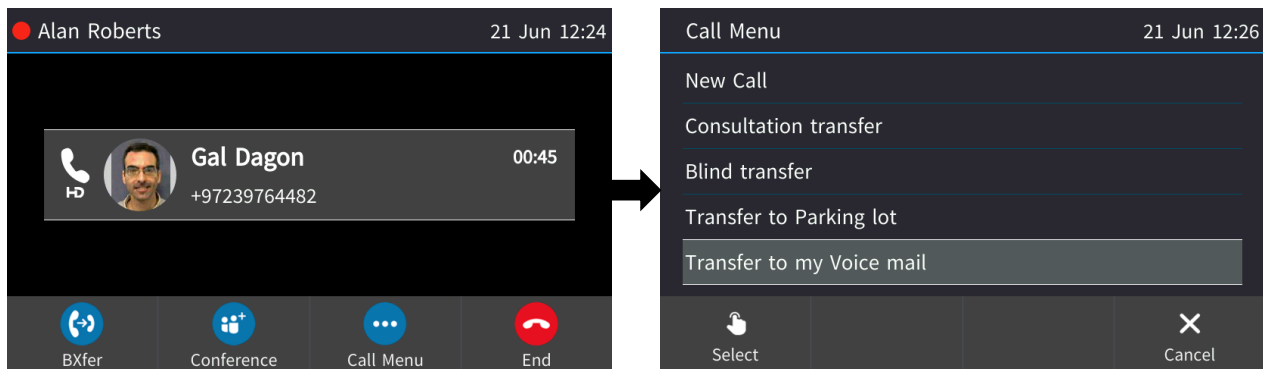 Alan Roberts 21 Jun 12:24
Gal Dagon 00:45
HD +97239764482
BXfer Conference Call Menu End
Call Menu 21 Jun 12:26
New Call
Consultation transfer
Blind transfer
Transfer to Parking lot
Transfer to my Voice mail
Select Cancel